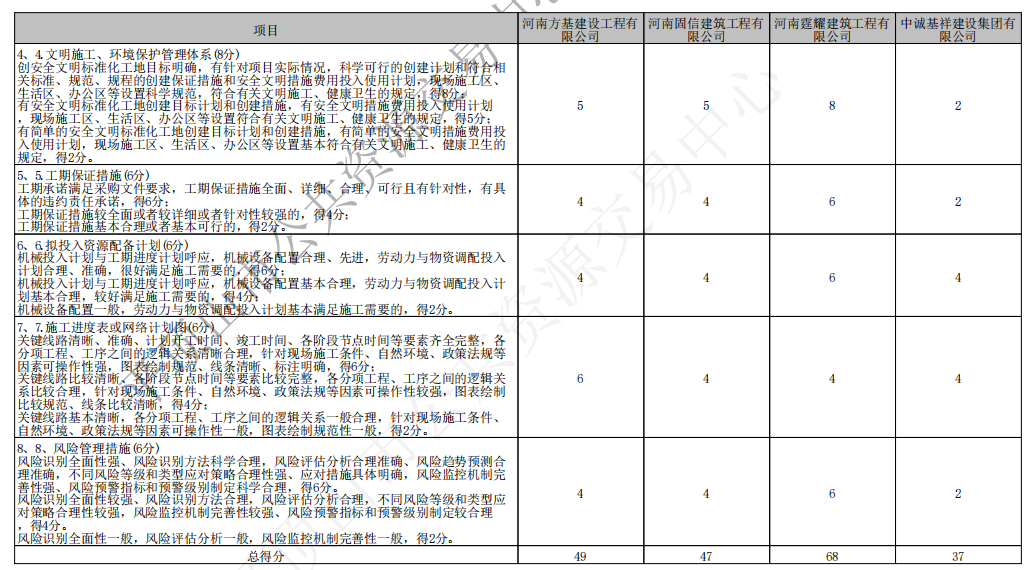 项目
河南方基建设工程有
限公司
河南固信建筑工程有
限公司
河南霆耀建筑工程有
限公司
中诚基祥建设集团有
限公司
4、4.文明施工、环境保护管理体系(8分)
创安全文明标准化工地目标明确，有针对项目实际情况，科学可行的创建计划和符合相
关标准、规范、规程的创建保证措施和安全文明措施费用投入使用计划，现场施工区、
生活区、办公区等设置科学规范，符合有关文明施工、健康卫生的规定，得8分；
有安全文明标准化工地创建目标计划和创建措施，有安全文明措施费用投入使用计划
，现场施工区、生活区、办公区等设置符合有关文明施工、健康卫生的规定，得5分；
有简单的安全文明标准化工地创建目标计划和创建措施，有简单的安全文明措施费用投
入使用计划，现场施工区、生活区、办公区等设置基本符合有关文明施工、健康卫生的
规定，得2分。
5 5 8 2
5、5.工期保证措施(6分)
工期承诺满足采购文件要求，工期保证措施全面、详细、合理、可行且有针对性，有具
体的违约责任承诺，得6分；
工期保证措施较全面或者较详细或者针对性较强的，得4分；
工期保证措施基本合理或者基本可行的，得2分。
4 4 6 2
6、6.拟投入资源配备计划(6分)
机械投入计划与工期进度计划呼应，机械设备配置合理、先进，劳动力与物资调配投入
计划合理、准确，很好满足施工需要的，得6分；
机械投入计划与工期进度计划呼应，机械设备配置基本合理，劳动力与物资调配投入计
划基本合理，较好满足施工需要的，得4分；
机械设备配置一般，劳动力与物资调配投入计划基本满足施工需要的，得2分。
4 4 6 4
7、7.施工进度表或网络计划图(6分)
关键线路清晰、准确、计划开工时间、竣工时间、各阶段节点时间等要素齐全完整，各
分项工程、工序之间的逻辑关系清晰合理，针对现场施工条件、自然环境、政策法规等
因素可操作性强，图表绘制规范、线条清晰、标注明确，得6分；
关键线路比较清晰，各阶段节点时间等要素比较完整，各分项工程、工序之间的逻辑关
系比较合理，针对现场施工条件、自然环境、政策法规等因素可操作性较强，图表绘制
比较规范、线条比较清晰，得4分；
关键线路基本清晰，各分项工程、工序之间的逻辑关系一般合理，针对现场施工条件、
自然环境、政策法规等因素可操作性一般，图表绘制规范性一般，得2分。
6 4 4 4
8、8、风险管理措施(6分)
风险识别全面性强、风险识别方法科学合理，风险评估分析合理准确、风险趋势预测合
理准确，不同风险等级和类型应对策略合理性强、应对措施具体明确，风险监控机制完
善性强、风险预警指标和预警级别制定科学合理，得6分。
风险识别全面性较强、风险识别方法合理，风险评估分析合理，不同风险等级和类型应
对策略合理性较强，风险监控机制完善性较强、风险预警指标和预警级别制定较合理
，得4分。
风险识别全面性一般，风险评估分析一般，风险监控机制完善性一般，得2分。
4 4 6 2
总得分 49 47 68 37